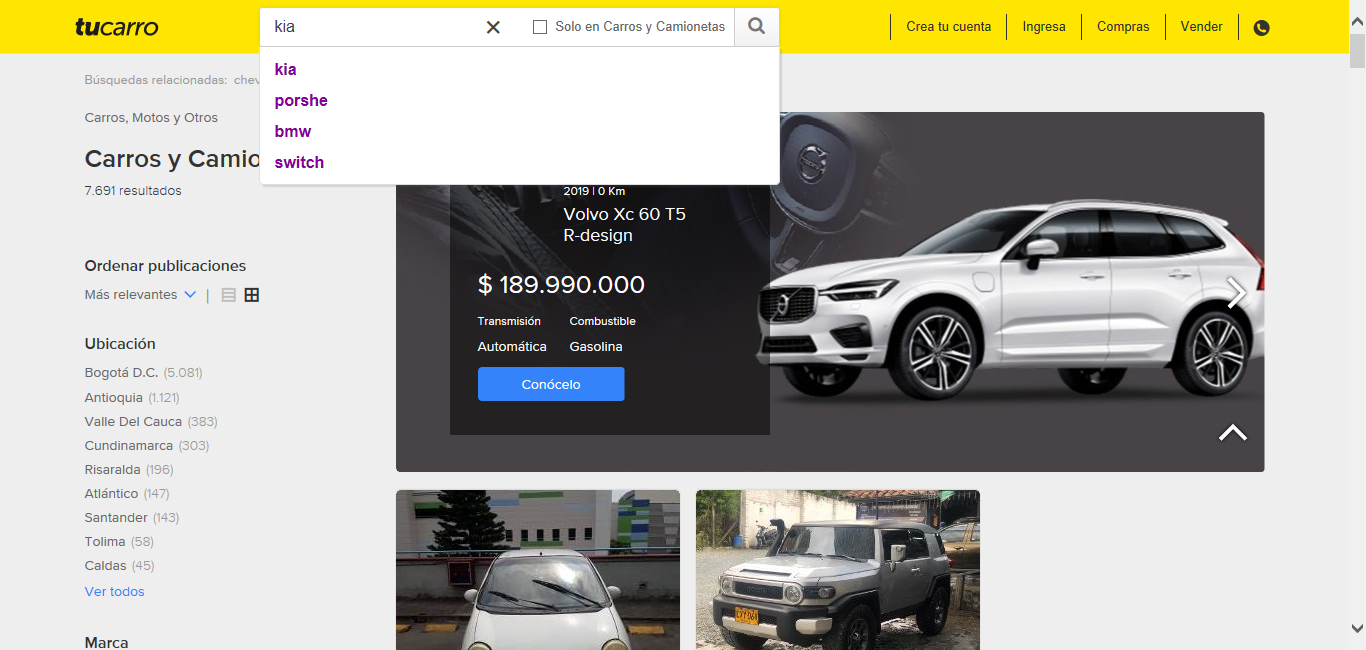 tucarro
kia
Solo en Carros y Camionetas
Crea tu cuenta
Ingresa
Compras
Vender
kia
porshe
bmw
switch
Búsquedas relacionadas:
Carros, Motos y Otros
Carros y Camio
7.691 resultados
Ordenar publicaciones
Más relevantes
Ubicación
Bogotá D.C. (5.081)
Antioquia (1.121)
Valle Del Cauca (383)
Cundinamarca (303)
Risaralda (196)
Atlántico (147)
Santander (143)
Tolima (58)
Caldas (45)
Ver todos
Marca
2019 | 0 Km
Volvo Xc 60 T5
R-design
$ 189.990.000
Transmisión Combustible
Automática Gasolina
Conócelo